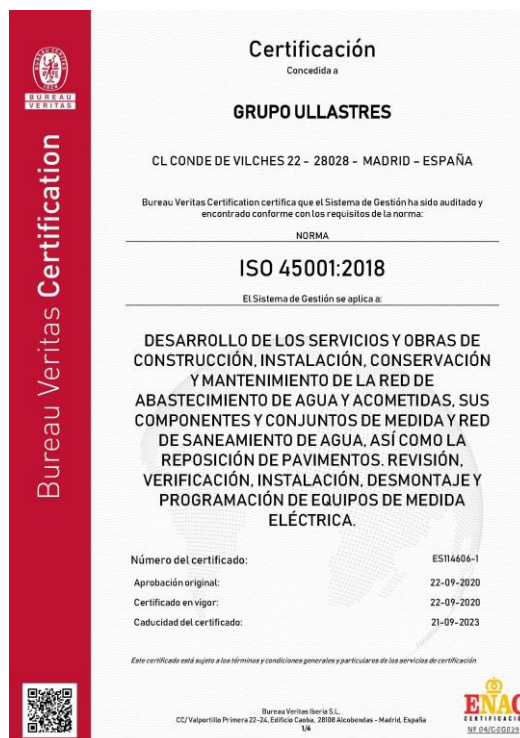 Certificación
Concedida a
GRUPO ULLASTRES
CL CONDE DE VILCHES 22 - 28028 - MADRID - ESPAÑA
Bureau Veritas Certification certifica que el Sistema de Gestión ha sido auditado y
encontrado conforme con los requisitos de la norma:
NORMA
ISO 45001:2018
El Sistema de Gestión se aplica a:
DESARROLLO DE LOS SERVICIOS Y OBRAS DE
CONSTRUCCIÓN, INSTALACIÓN, CONSERVACIÓN
Y MANTENIMIENTO DE LA RED DE
ABASTECIMIENTO DE AGUA Y ACOMETIDAS, SUS
COMPONENTES Y CONJUNTOS DE MEDIDA Y RED
DE SANEAMIENTO DE AGUA, ASÍ COMO LA
REPOSICIÓN DE PAVIMENTOS. REVISIÓN,
VERIFICACIÓN, INSTALACIÓN, DESMONTAJE Y
PROGRAMACIÓN DE EQUIPOS DE MEDIDA
ELÉCTRICA.
Número del certificado: ES114606-1
Aprobación original: 22-09-2020
Certificado en vigor: 22-09-2020
Caducidad del certificado: 21-09-2023
Este certificado está sujeto a los términos y condiciones generales y particulares de los servicios de certificación
Bureau Veritas Iberia S.L.
CC/ Valportillo Primera 22-24, Edificio Caoba, 28108 Alcobendas - Madrid, España
1/4
BUREAU
VERITAS
Bureau Veritas Certification
ENAC
CERTIFICACIÓ